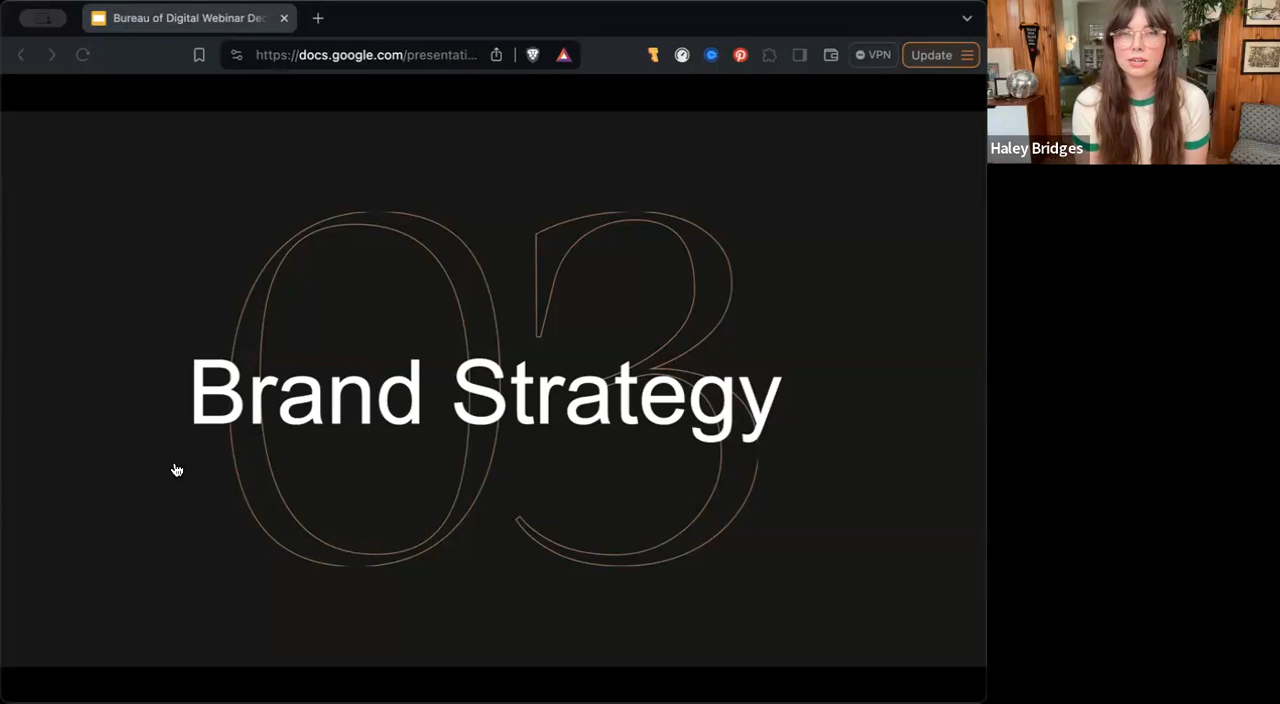 Bureau of Digital Webinar Dec
https://docs.google.com/presentati...
VPN
Update
Haley Bridges
03
Brand Strategy